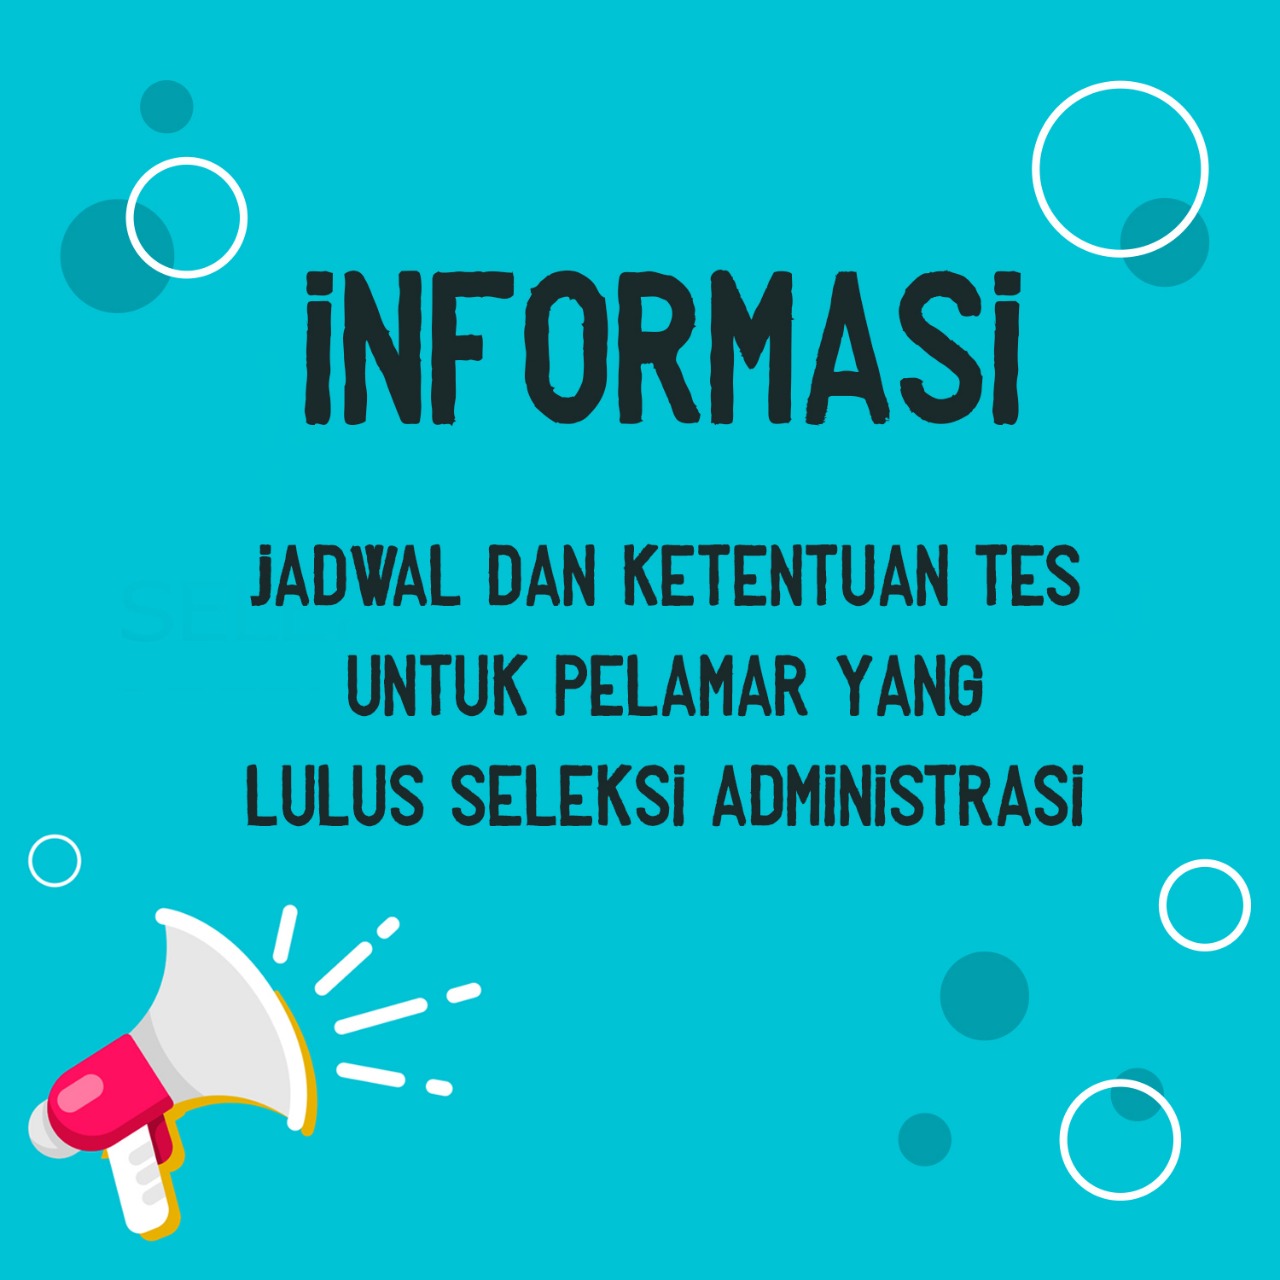 INFORMASI
JADWAL DAN KETENTUAN TES
UNTUK PELAMAR YANG
LULUS SELEKSI ADMINISTRASI